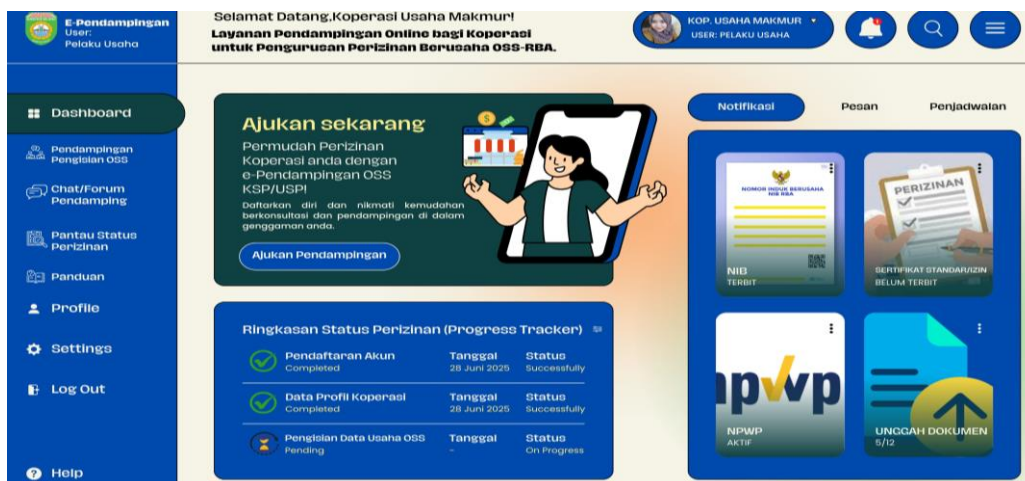 E-Pendampingan
User:
Pelaku Usaha
Selamat Datang,Koperasi Usaha Makmur!
Layanan Pendampingan Online bagi Koperasi
untuk Pengurusan Perizinan Berusaha OSS-RBA.
KOP. USAHA MAKMUR
USER: PELAKU USAHA
Dashboard
Pendampingan
Pengisian OSS
Chat/Forum
Pendamping
Pantau Status
Perizinan
Panduan
Profile
Settings
Log Out
Help
Ajukan sekarang
Permudah Perizinan
Koperasi anda dengan
e-Pendampingan OSS
KSP/USP!
Daftarkan diri dan nikmati kemudahan
berkonsultasi dan pendampingan di dalam
genggaman anda.
Ajukan Pendampingan
Ringkasan Status Perizinan (Progress Tracker)
Pendaftaran Akun Tanggal Status
Completed 28 Juni 2025 Successfully
Data Profil Koperasi Tanggal Status
Completed 28 Juni 2025 Successfully
Pengisian Data Usaha OSS Tanggal Status
Pending - On Progress
Notifikasi Pesan Penjadwalan
NOMOR INDUK BERUSAHA
NIB RBA
NIB
TERBIT
PERIZINAN
SERTIFIKAT STANDAR/IZIN
BELUM TERBIT
npwp
NPWP
AKTIF
UNGGAH DOKUMEN
5/12